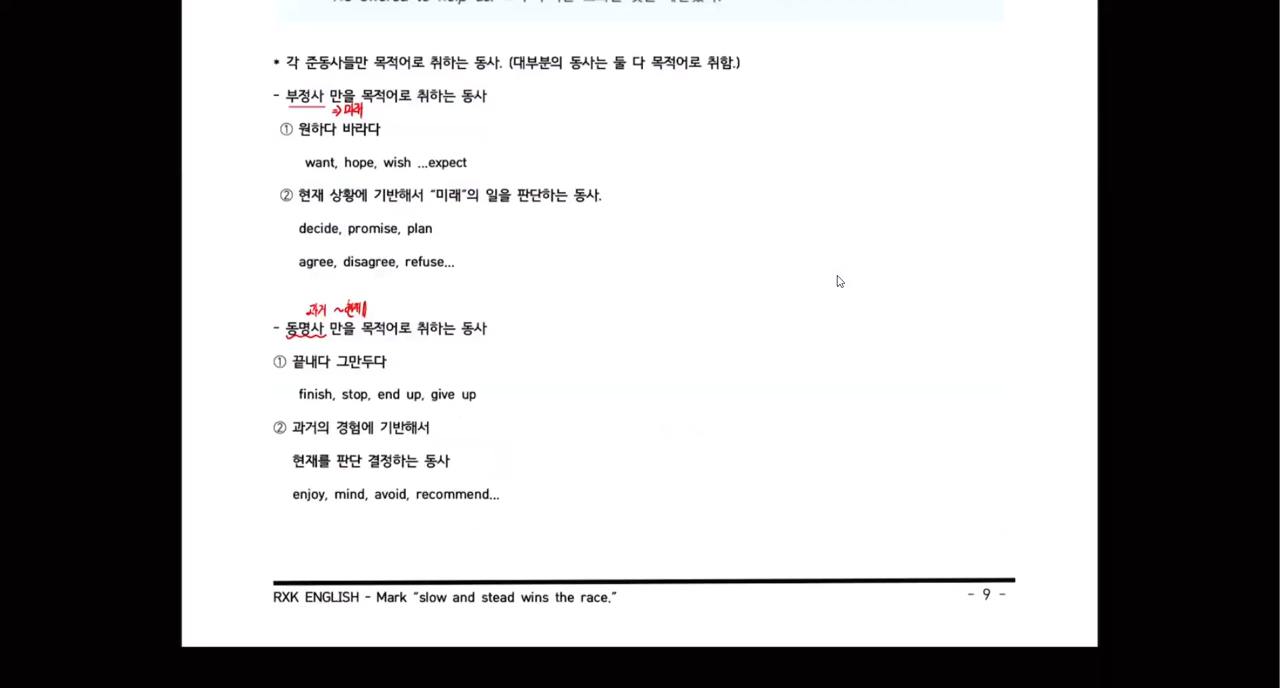 He offered to help us.
* 각 준동사들만 목적어로 취하는 동사. (대부분의 동사는 둘 다 목적어로 취함.)
- 부정사 만을 목적어로 취하는 동사
⇒ 미래
① 원하다 바라다
want, hope, wish ...expect
② 현재 상황에 기반해서 "미래"의 일을 판단하는 동사.
decide, promise, plan
agree, disagree, refuse...
과거 ~현재
- 동명사 만을 목적어로 취하는 동사
① 끝내다 그만두다
finish, stop, end up, give up
② 과거의 경험에 기반해서
현재를 판단 결정하는 동사
enjoy, mind, avoid, recommend...
RXK ENGLISH - Mark "slow and stead wins the race."
- 9 -